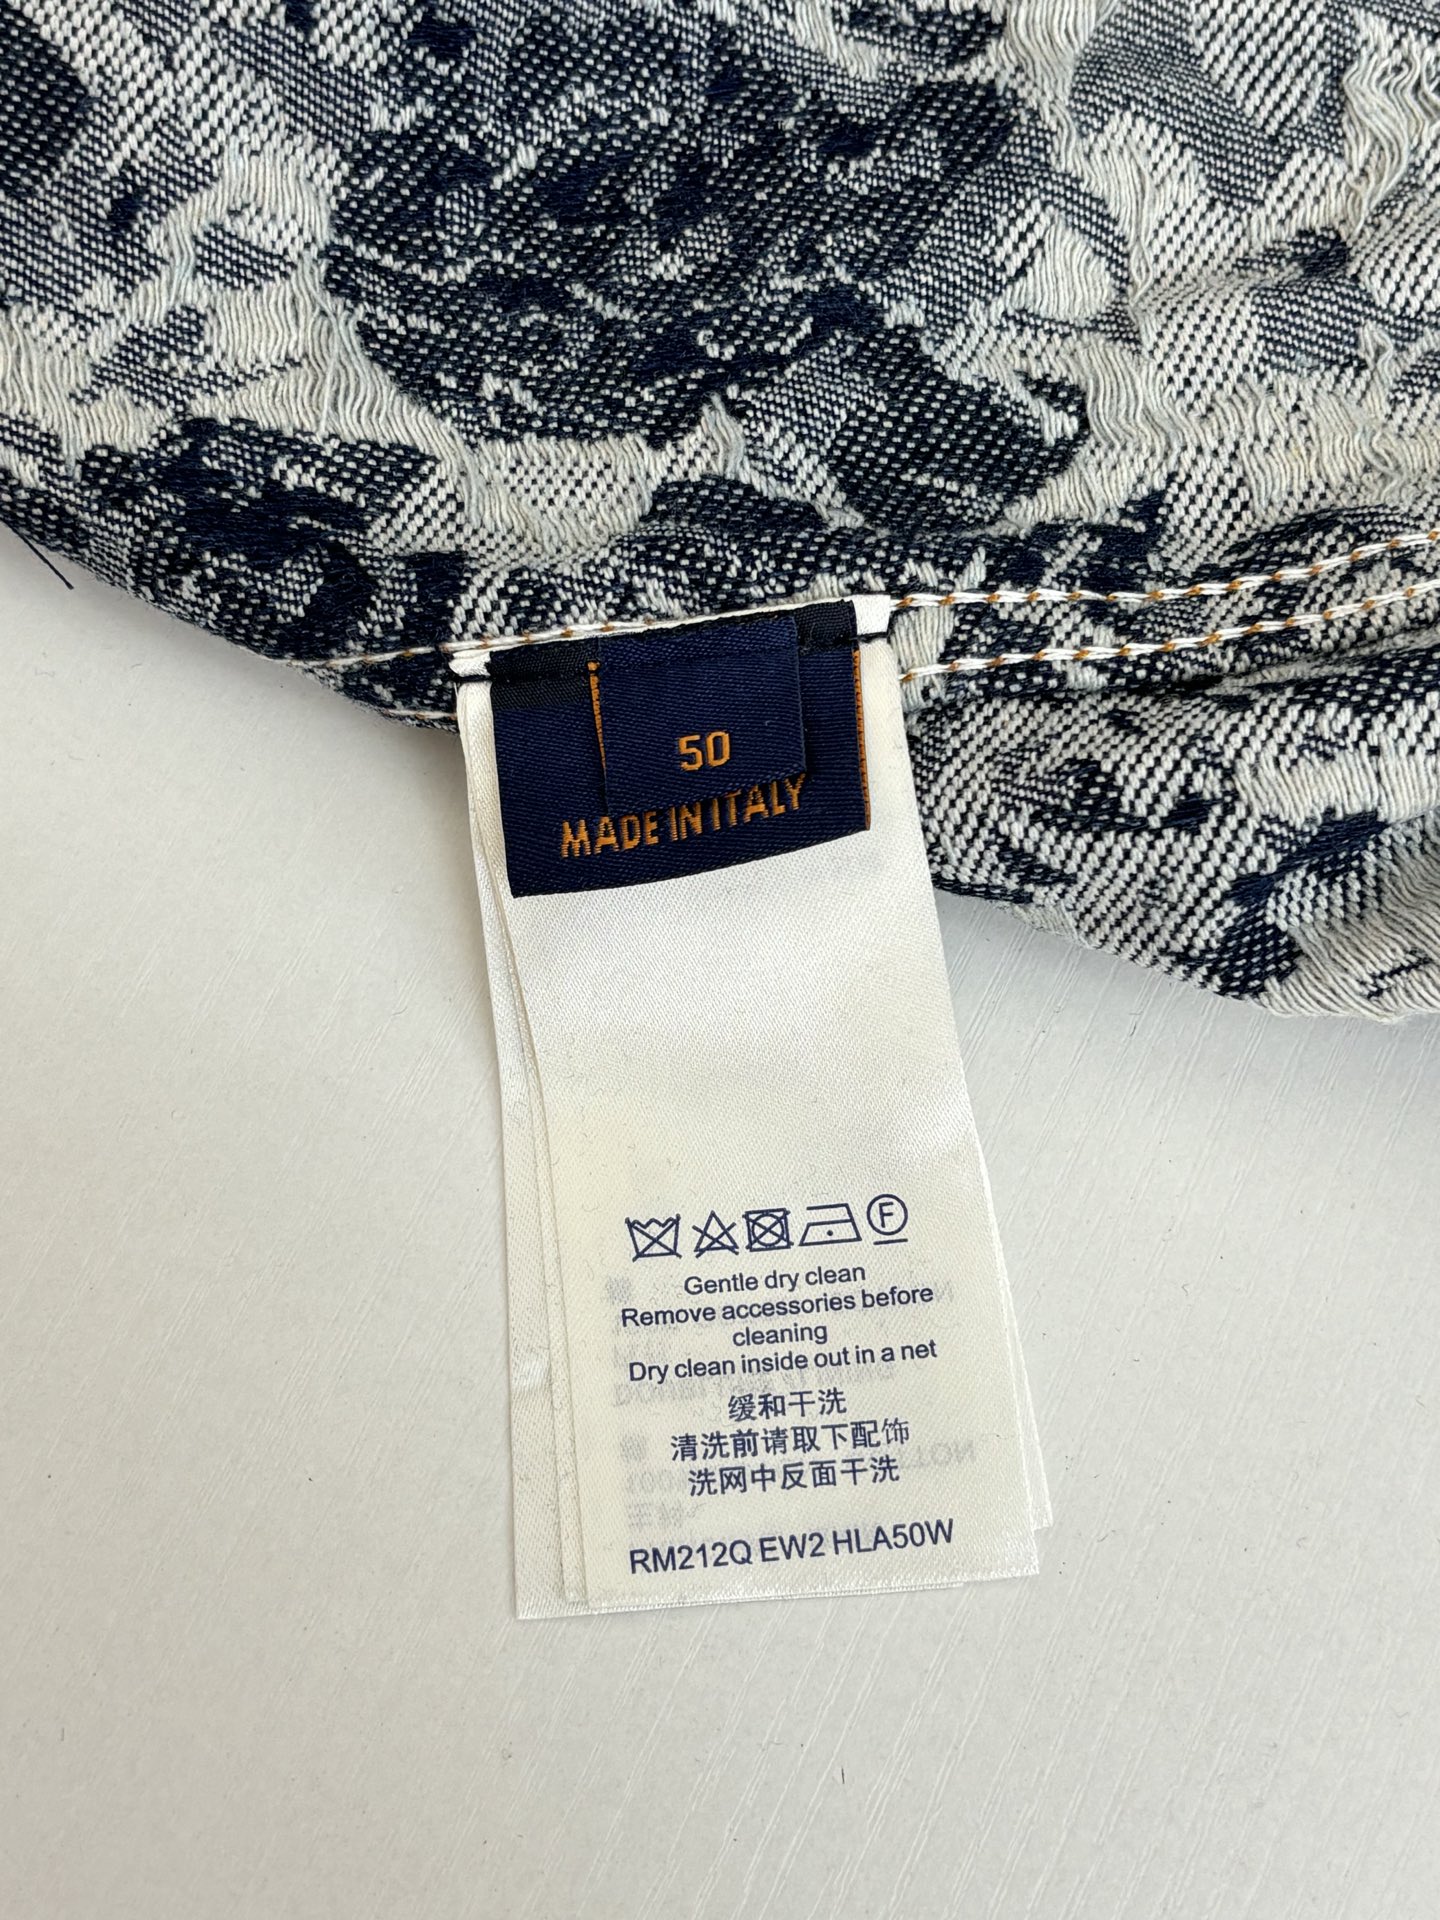 50
MADE IN ITALY
F
Gentle dry clean
Remove accessories before
cleaning
Dry clean inside out in a net
缓和干洗
清洗前请取下配饰
洗网中反面干洗
RM212Q EW2 HLA50W